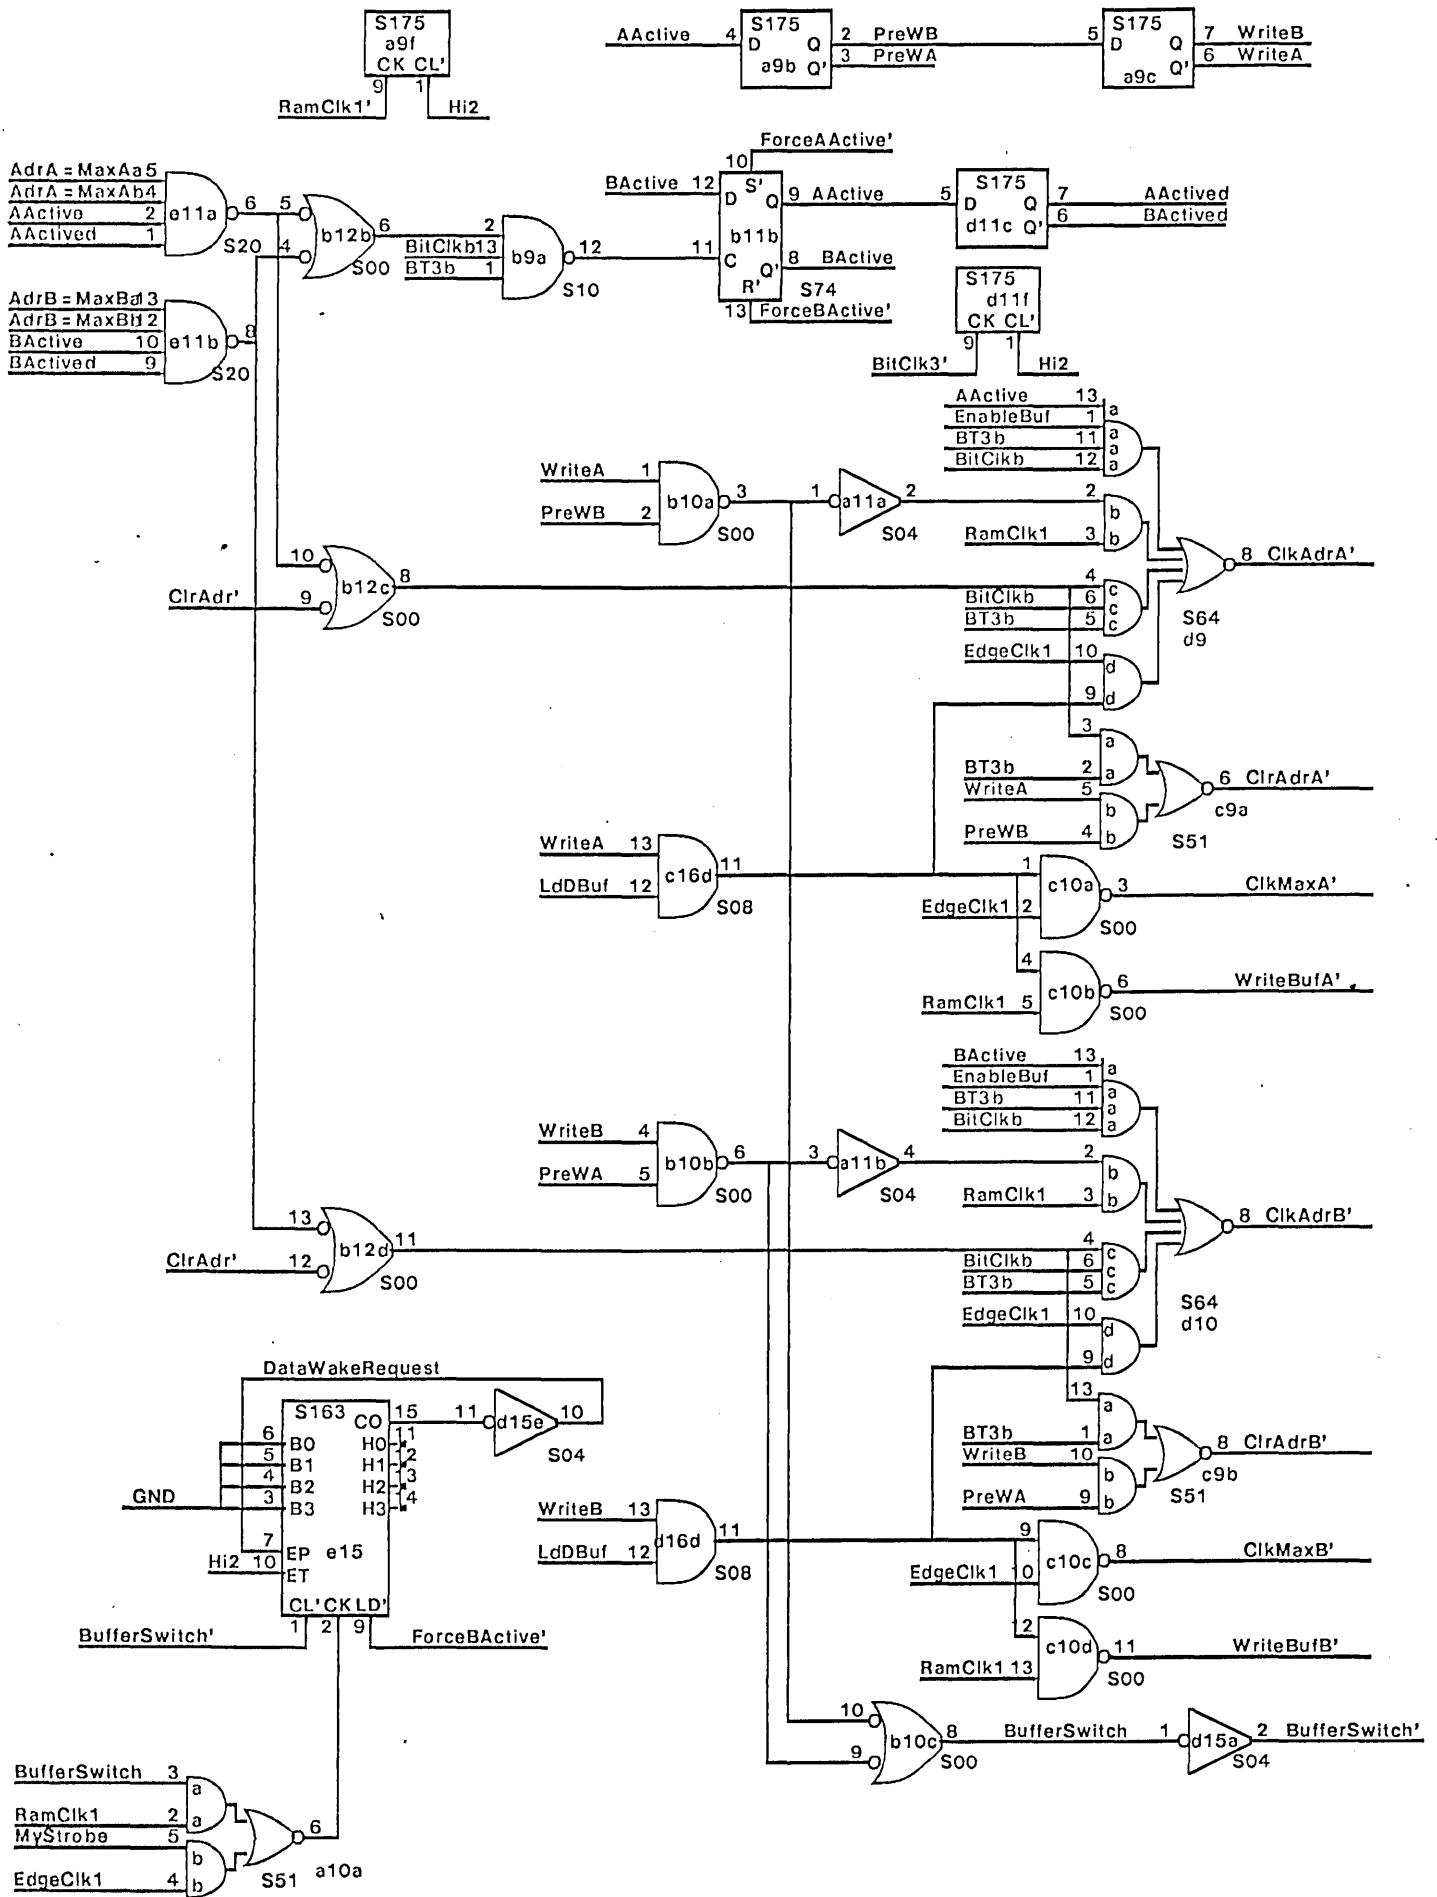 S175
a9f
CK CL'
9 1
RamClk1' Hi2
AActive 4 S175 2 PreWB 5 S175 7 WriteB
D Q D Q
a9b Q' 3 PreWA a9c Q' 6 WriteA
ForceAActive'
10
AdrA = MaxAa5
AdrA = MaxAb4
AActive 2 e11a 6 5
AActived 1
S20 4 b12b 6
S00
2
BitClkb13 b9a 12
BT3b 1
S10
BActive 12 S' 9 AActive 5 S175 7 AActived
D Q D Q
b11b d11c Q' 6 BActived
11 C Q' 8 BActive
R' S74
13 ForceBActive'
S175
d11f
CK CL'
9 1
BitClk3' Hi2
AdrB = MaxBa13
AdrB = MaxBb12
BActive 10 e11b 8
BActived 9
S20
AActive 13 a
EnableBuf 1 a
BT3b 11 a
BitClkb 12 a
WriteA 1
b10a 3 1 a11a 2 2 b
PreWB 2
S00 S04
RamClk1 3 b
8 ClkAdrA'
10
b12c 8 4 c
ClrAdr' 9
S00
BitClkb 6 c
BT3b 5 c
S64
d9
EdgeClk1 10 d
9 d
3 a
BT3b 2 a
WriteA 5 b
6 ClrAdrA'
c9a
PreWB 4 b
S51
WriteA 13
c16d 11
LdDBuf 12
S08
1
c10a 3 ClkMaxA'
EdgeClk1 2
S00
4
c10b 6 WriteBufA'
RamClk1 5
S00
BActive 13 a
EnableBuf 1 a
BT3b 11 a
BitClkb 12 a
WriteB 4
b10b 6 3 a11b 4 2 b
PreWA 5
S00 S04
RamClk1 3 b
8 ClkAdrB'
13
b12d 11 4 c
ClrAdr' 12
S00
BitClkb 6 c
BT3b 5 c
S64
d10
EdgeClk1 10 d
9 d
DataWakeRequest
S163
CO 15 11 d15e 10
S04
6 B0 H0 11
5 B1 H1 2
4 B2 H2 3
GND 3 B3 H3 4
7 EP e15
Hi2 10 ET
CL' CK LD'
1 2 9
BufferSwitch' ForceBActive'
13 a
BT3b 1 a
WriteB 10 b
8 ClrAdrB'
c9b
PreWA 9 b
S51
WriteB 13
d16d 11
LdDBuf 12
S08
9
c10c 8 ClkMaxB'
EdgeClk1 10
S00
12
c10d 11 WriteBufB'
RamClk1 13
S00
10
b10c 8 BufferSwitch 1 d15a 2 BufferSwitch'
9
S00 S04
BufferSwitch 3 a
RamClk1 2 a
MyStrobe 5 b
6
EdgeClk1 4 b
S51 a10a